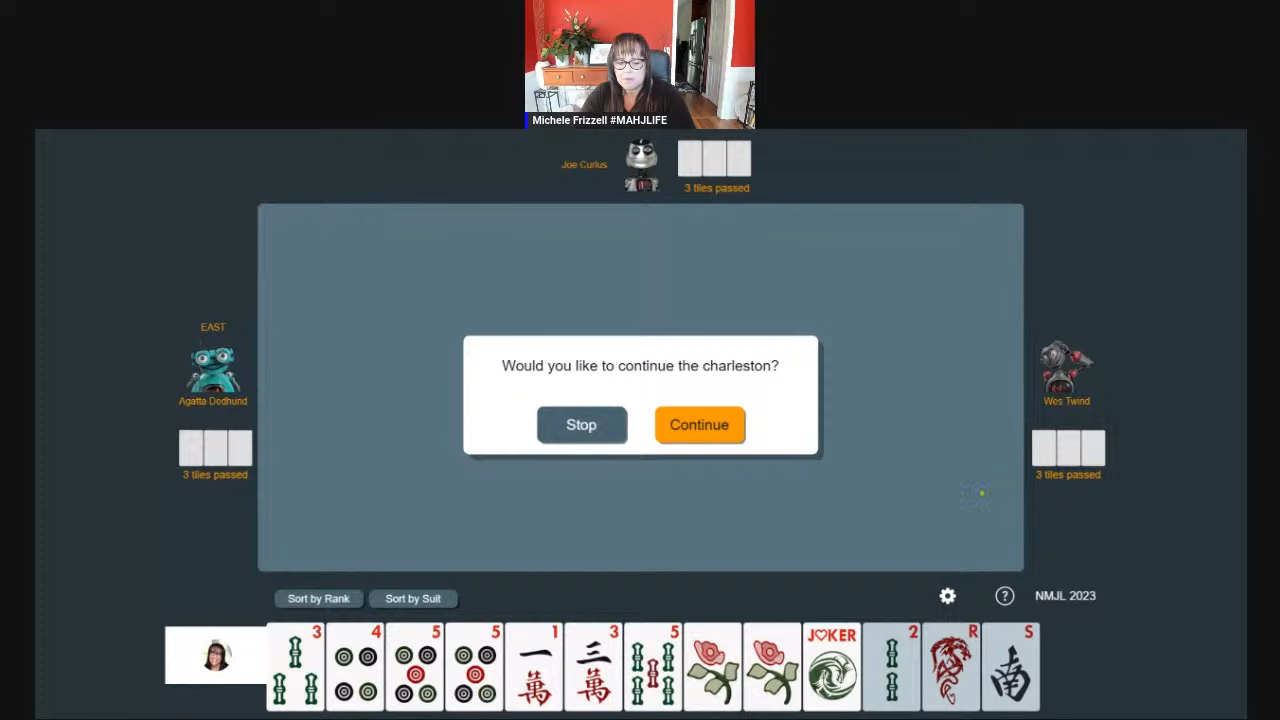 Michele Frizzell #MAHJLIFE
Joe Curlus
3 tiles passed
EAST
Agatta Dedhund
3 tiles passed
Wes Twind
3 tiles passed
Would you like to continue the charleston?
Stop
Continue
Sort by Rank
Sort by Suit
?
NMJL 2023
3
4
5
5
1
一
萬
3
三
萬
5
JOKER
2
R
S
南